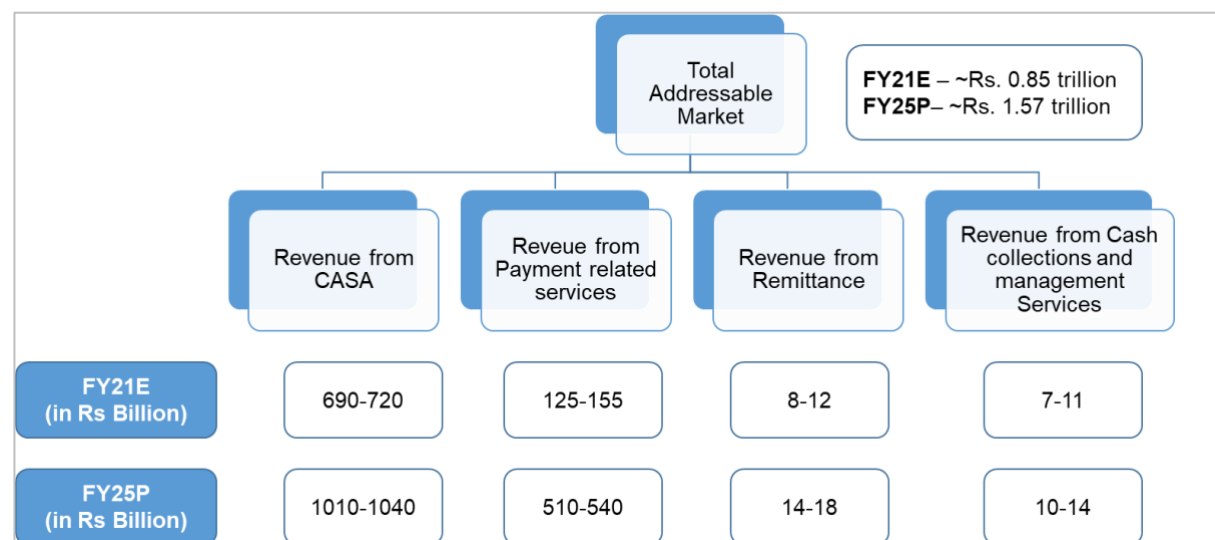 Total
Addressable
Market
FY21E – ~Rs. 0.85 trillion
FY25P– ~Rs. 1.57 trillion
Revenue from
CASA
Reveue from
Payment related
services
Revenue from
Remittance
Revenue from Cash
collections and
management
Services
FY21E
(in Rs Billion)
690-720
125-155
8-12
7-11
FY25P
(in Rs Billion)
1010-1040
510-540
14-18
10-14